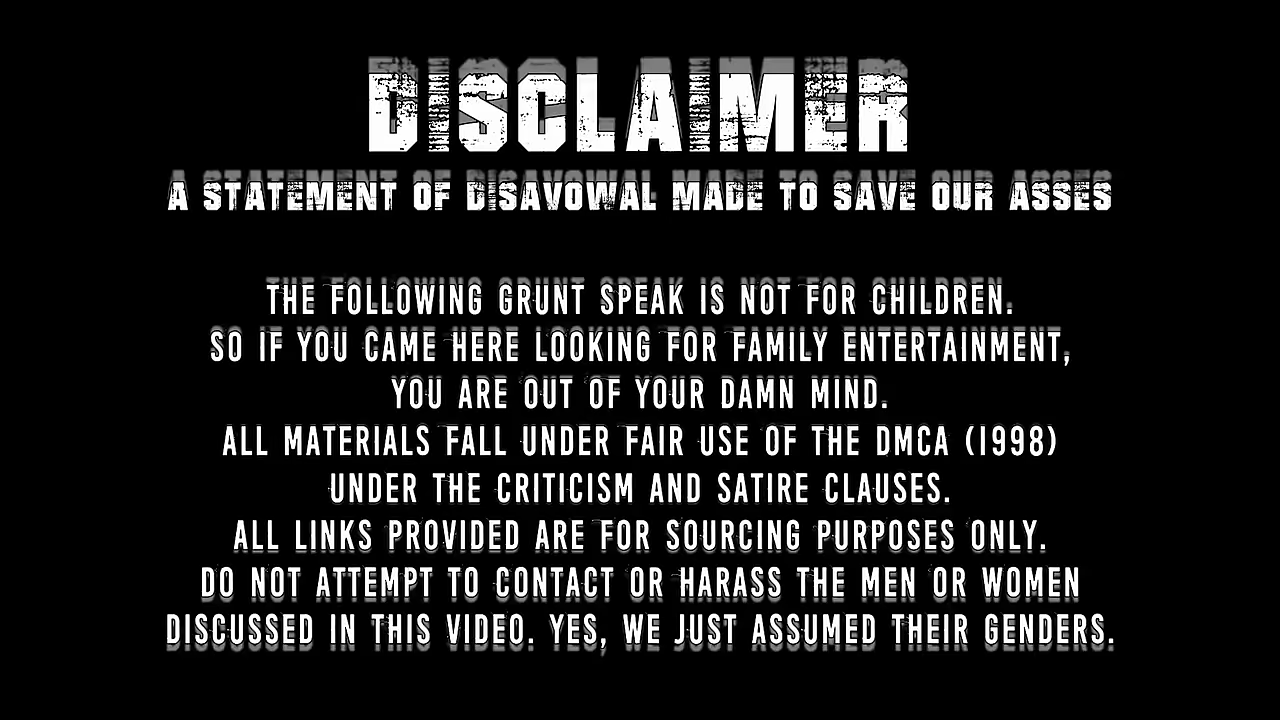 DISCLAIMER
A STATEMENT OF DISAVOWAL MADE TO SAVE OUR ASSES
THE FOLLOWING GRUNT SPEAK IS NOT FOR CHILDREN.
SO IF YOU CAME HERE LOOKING FOR FAMILY ENTERTAINMENT,
YOU ARE OUT OF YOUR DAMN MIND.
ALL MATERIALS FALL UNDER FAIR USE OF THE DMCA (1998)
UNDER THE CRITICISM AND SATIRE CLAUSES.
ALL LINKS PROVIDED ARE FOR SOURCING PURPOSES ONLY.
DO NOT ATTEMPT TO CONTACT OR HARASS THE MEN OR WOMEN
DISCUSSED IN THIS VIDEO. YES, WE JUST ASSUMED THEIR GENDERS.